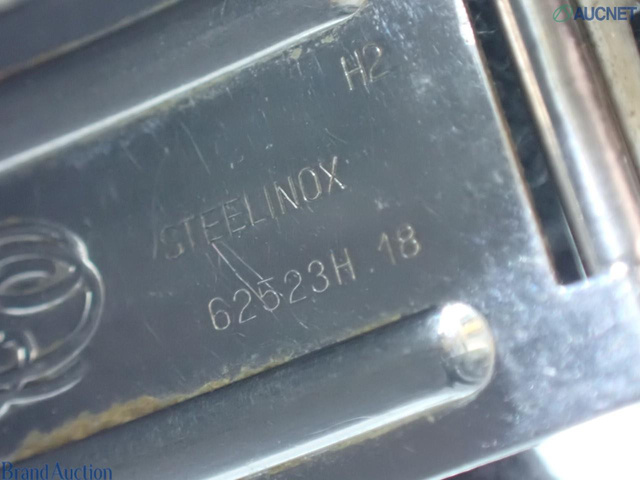 AUCNET
H2
STEELINOX
62523H.18
Brand Auction